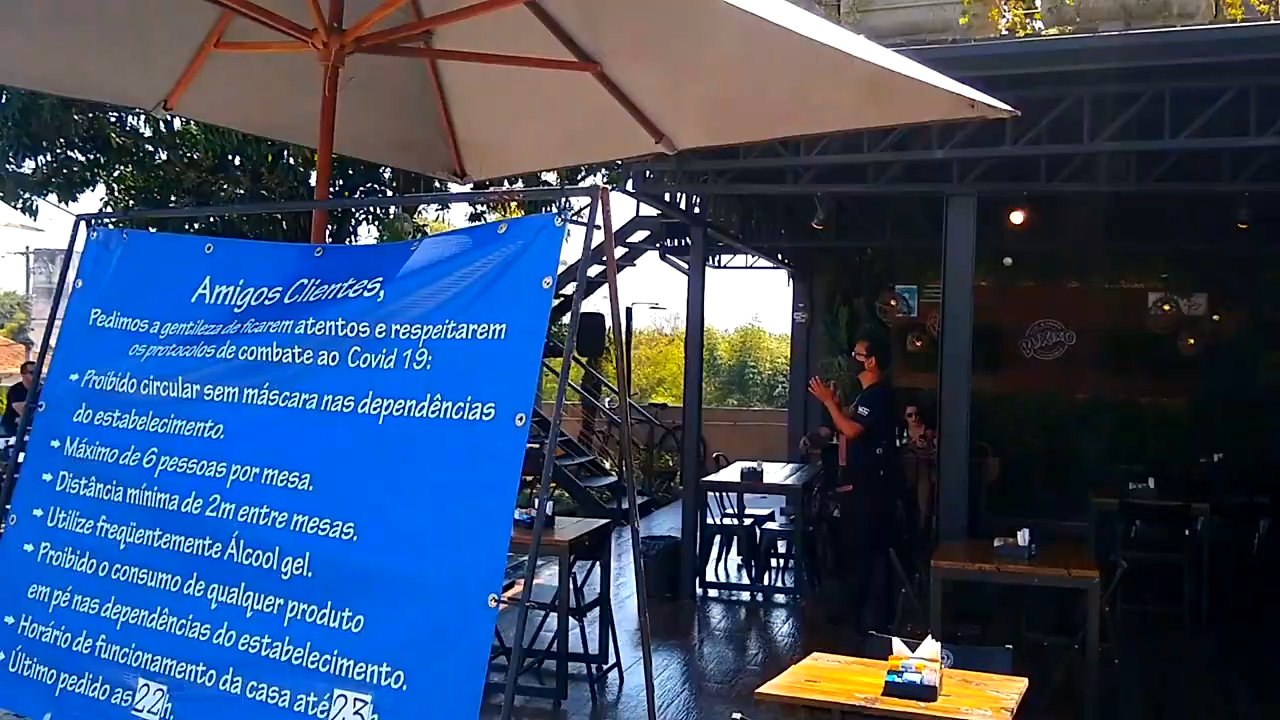 Amigos Clientes,
Pedimos a gentileza de ficarem atentos e respeitarem
os protocolos de combate ao Covid 19:
➡ Proibido circular sem máscara nas dependências
do estabelecimento.
➡ Máximo de 6 pessoas por mesa.
➡ Distância mínima de 2m entre mesas.
➡ Utilize freqüentemente Álcool gel.
➡ Proibido o consumo de qualquer produto
em pé nas dependências do estabelecimento.
➡ Horário de funcionamento da casa até 23h
➡ Último pedido as 22h.
BUXIXO